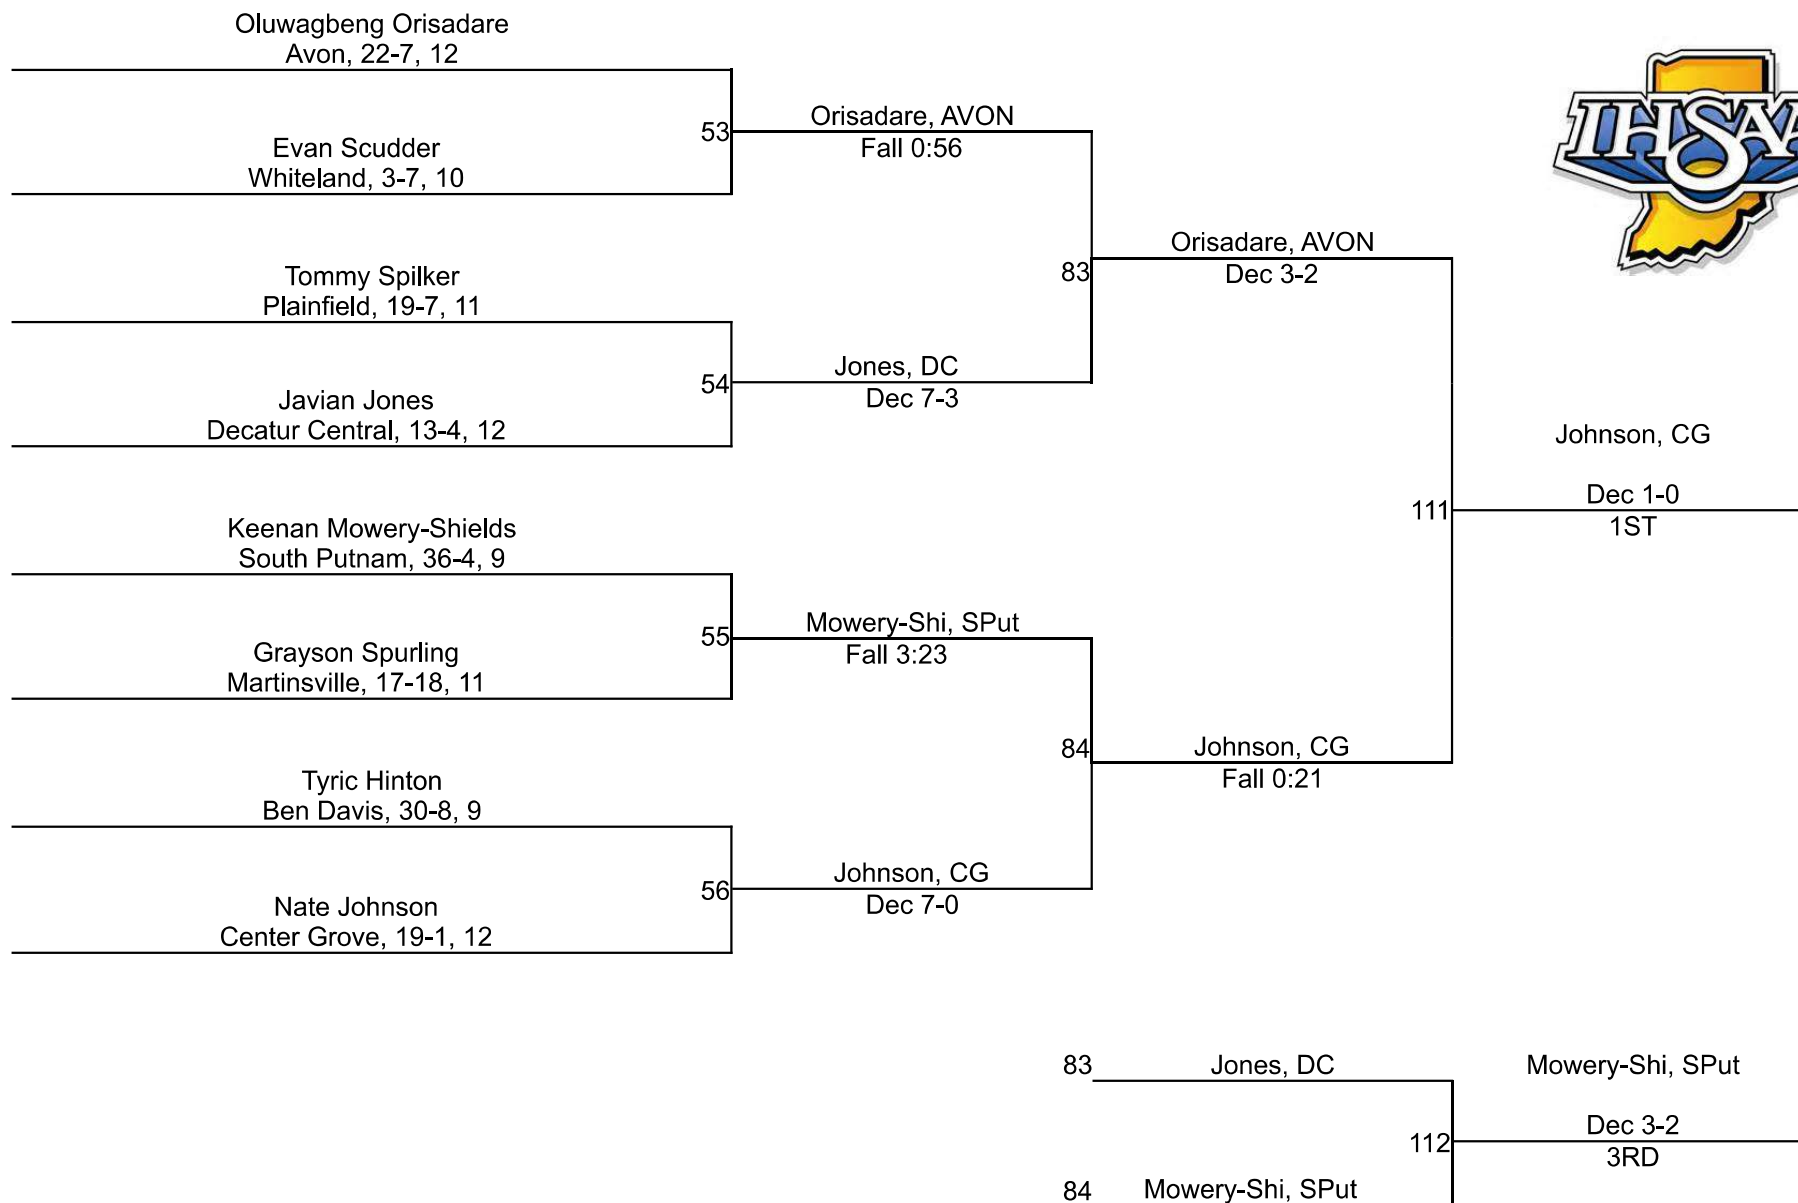 Oluwagbeng Orisadare
Avon, 22-7, 12
53
Evan Scudder
Whiteland, 3-7, 10
Orisadare, AVON
Fall 0:56
Tommy Spilker
Plainfield, 19-7, 11
54
Javian Jones
Decatur Central, 13-4, 12
Jones, DC
Dec 7-3
83
Orisadare, AVON
Dec 3-2
Keenan Mowery-Shields
South Putnam, 36-4, 9
55
Grayson Spurling
Martinsville, 17-18, 11
Mowery-Shi, SPut
Fall 3:23
Tyric Hinton
Ben Davis, 30-8, 9
56
Nate Johnson
Center Grove, 19-1, 12
Johnson, CG
Dec 7-0
84
Johnson, CG
Fall 0:21
111
Johnson, CG
Dec 1-0
1ST
IHSAA
83
Jones, DC
84
Mowery-Shi, SPut
112
Mowery-Shi, SPut
Dec 3-2
3RD